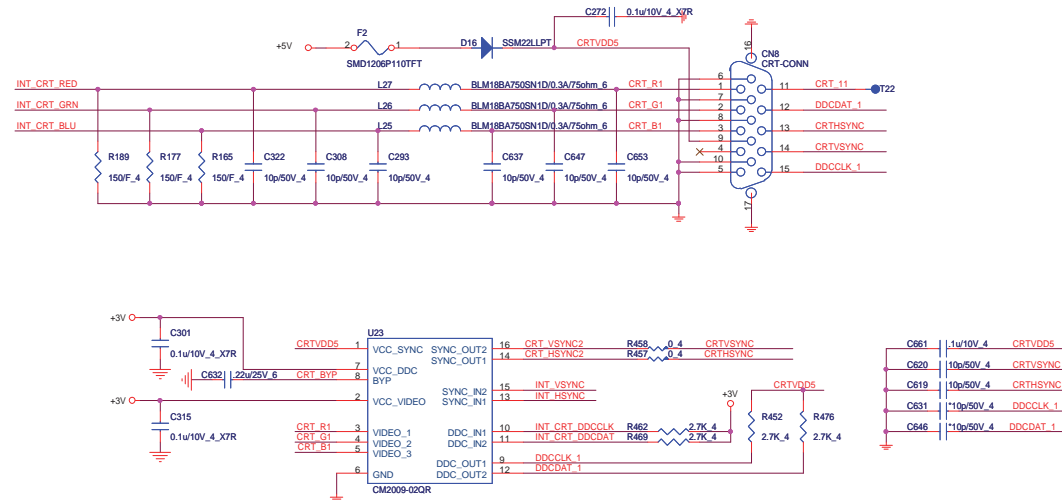 C272 0.1u/10V_4_X7R
F2
+5V 2 1 D16 SSM22LLPT CRTVDD5
SMD1206P110TFT
16
CN8
CRT-CONN
INT_CRT_RED L27 BLM18BA750SN1D/0.3A/75ohm_6 CRT_R1 6 1 11 CRT_11 T22
INT_CRT_GRN L26 BLM18BA750SN1D/0.3A/75ohm_6 CRT_G1 7 2 12 DDCDAT_1
INT_CRT_BLU L25 BLM18BA750SN1D/0.3A/75ohm_6 CRT_B1 8 3 13 CRTHSYNC
9 4 14 CRTVSYNC
10 5 15 DDCCLK_1
R189 R177 R165 C322 C308 C293 C637 C647 C653
150/F_4 150/F_4 150/F_4 10p/50V_4 10p/50V_4 10p/50V_4 10p/50V_4 10p/50V_4 10p/50V_4
17
+3V
C301
0.1u/10V_4_X7R
C632 .22u/25V_6 CRT_BYP
+3V
C315
0.1u/10V_4_X7R
U23
CRTVDD5 1 VCC_SYNC SYNC_OUT2 16 CRT_VSYNC2 R458 0_4 CRTVSYNC
SYNC_OUT1 14 CRT_HSYNC2 R457 0_4 CRTHSYNC
7 VCC_DDC
8 BYP
SYNC_IN2 15 INT_VSYNC
2 VCC_VIDEO SYNC_IN1 13 INT_HSYNC
CRT_R1 3 VIDEO_1 DDC_IN1 10 INT_CRT_DDCCLK R462 2.7K_4
CRT_G1 4 VIDEO_2 DDC_IN2 11 INT_CRT_DDCDAT R469 2.7K_4
CRT_B1 5 VIDEO_3
DDC_OUT1 9 DDCCLK_1
6 GND DDC_OUT2 12 DDCDAT_1
CM2009-02QR
+3V
CRTVDD5
R452 R476
2.7K_4 2.7K_4
C661 .1u/10V_4 CRTVDD5
C620 10p/50V_4 CRTVSYNC
C619 10p/50V_4 CRTHSYNC
C631 *10p/50V_4 DDCCLK_1
C646 *10p/50V_4 DDCDAT_1